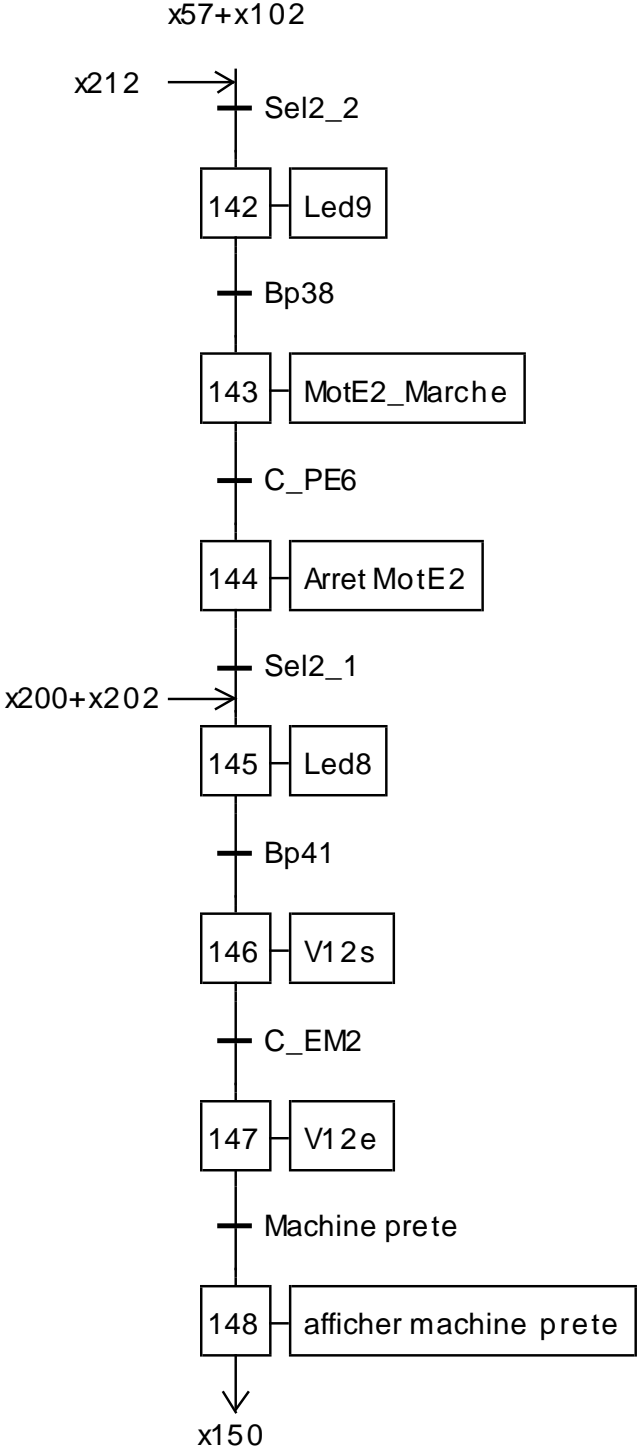 x57+x102
x212
Sel2_2
142 Led9
Bp38
143 MotE2_Marche
C_PE6
144 Arret MotE2
Sel2_1
x200+x202
145 Led8
Bp41
146 V12s
C_EM2
147 V12e
Machine prete
148 afficher machine prete
x150